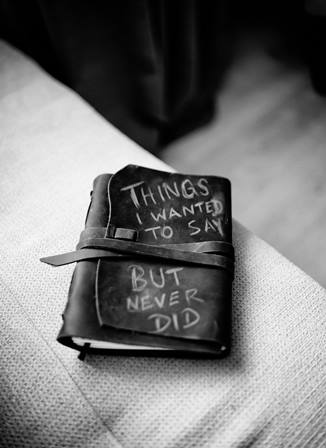 THINGS
I WANTED
TO SAY
BUT
NEVER
DID